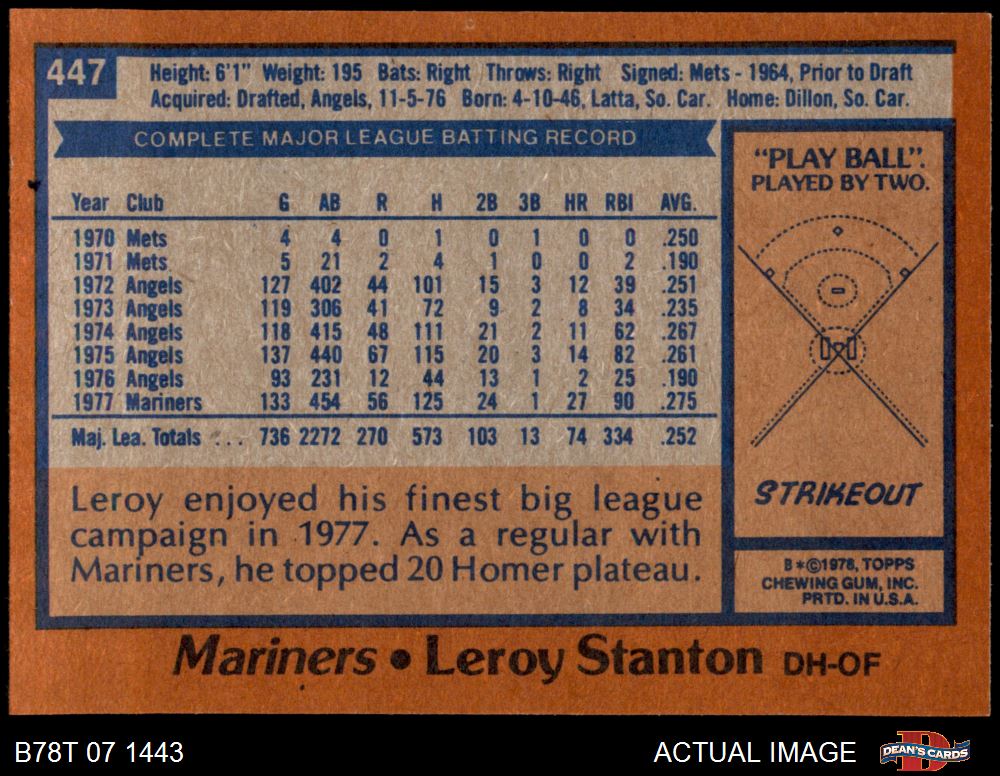 447
Height: 6'1" Weight: 195 Bats: Right Throws: Right Signed: Mets - 1964, Prior to Draft
Acquired: Drafted, Angels, 11-5-76 Born: 4-10-46, Latta, So. Car. Home: Dillon, So. Car.
COMPLETE MAJOR LEAGUE BATTING RECORD
Year Club G AB R H 2B 3B HR RBI AVG.
1970 Mets 4 4 0 1 0 1 0 0 .250
1971 Mets 5 21 2 4 1 0 0 2 .190
1972 Angels 127 402 44 101 15 3 12 39 .251
1973 Angels 119 306 41 72 9 2 8 34 .235
1974 Angels 118 415 48 111 21 2 11 62 .267
1975 Angels 137 440 67 115 20 3 14 82 .261
1976 Angels 93 231 12 44 13 1 2 25 .190
1977 Mariners 133 454 56 125 24 1 27 90 .275
Maj. Lea. Totals ... 736 2272 270 573 103 13 74 334 .252
Leroy enjoyed his finest big league
campaign in 1977. As a regular with
Mariners, he topped 20 Homer plateau.
"PLAY BALL".
PLAYED BY TWO.
STRIKEOUT
B*©1978, TOPPS
CHEWING GUM, INC.
PRTD. IN U.S.A.
Mariners • Leroy Stanton DH-OF
B78T 07 1443
ACTUAL IMAGE
DEAN'S CARDS